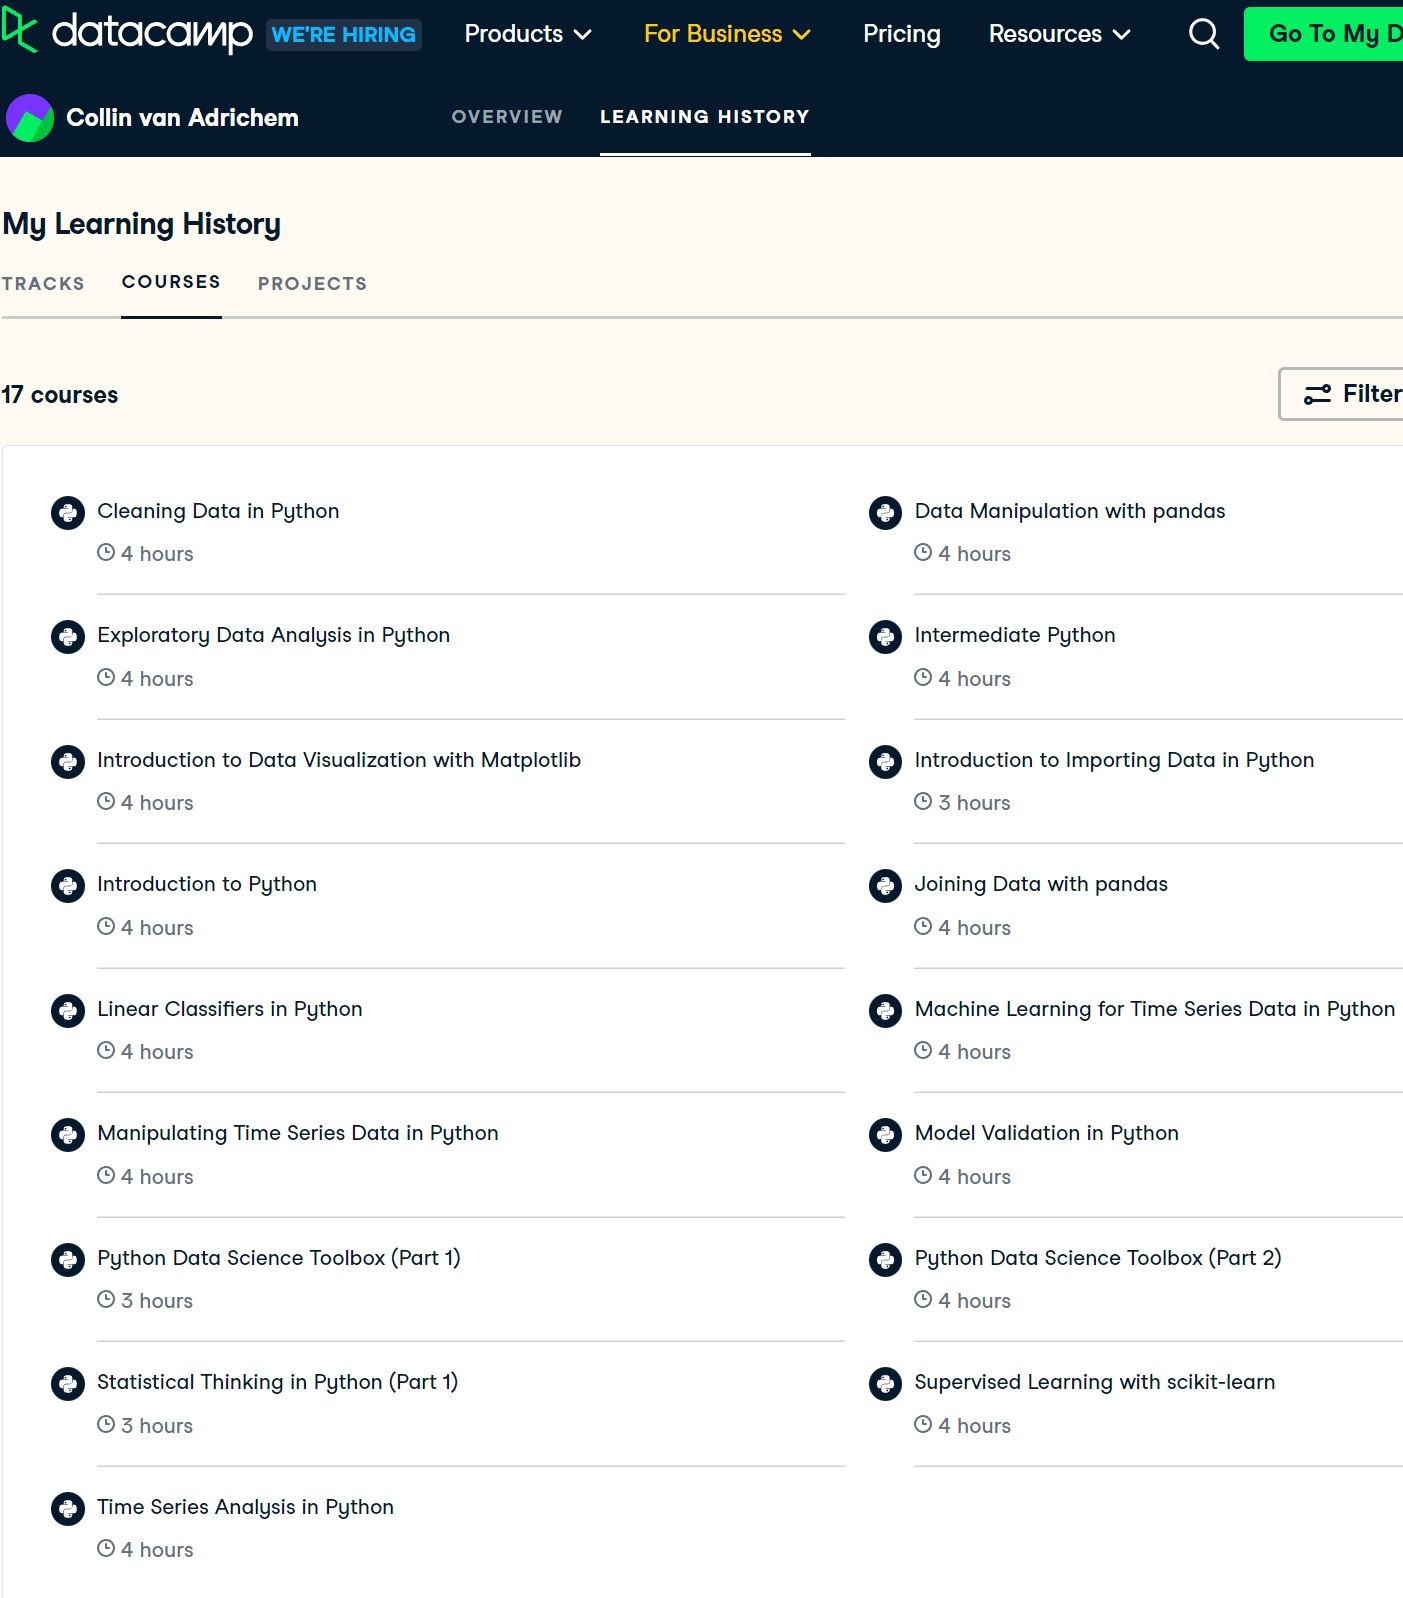 datacamp WE'RE HIRING Products For Business Pricing Resources Go To My D
Collin van Adrichem OVERVIEW LEARNING HISTORY
My Learning History
TRACKS COURSES PROJECTS
17 courses Filter
Cleaning Data in Python
4 hours
Data Manipulation with pandas
4 hours
Exploratory Data Analysis in Python
4 hours
Intermediate Python
4 hours
Introduction to Data Visualization with Matplotlib
4 hours
Introduction to Importing Data in Python
3 hours
Introduction to Python
4 hours
Joining Data with pandas
4 hours
Linear Classifiers in Python
4 hours
Machine Learning for Time Series Data in Python
4 hours
Manipulating Time Series Data in Python
4 hours
Model Validation in Python
4 hours
Python Data Science Toolbox (Part 1)
3 hours
Python Data Science Toolbox (Part 2)
4 hours
Statistical Thinking in Python (Part 1)
3 hours
Supervised Learning with scikit-learn
4 hours
Time Series Analysis in Python
4 hours